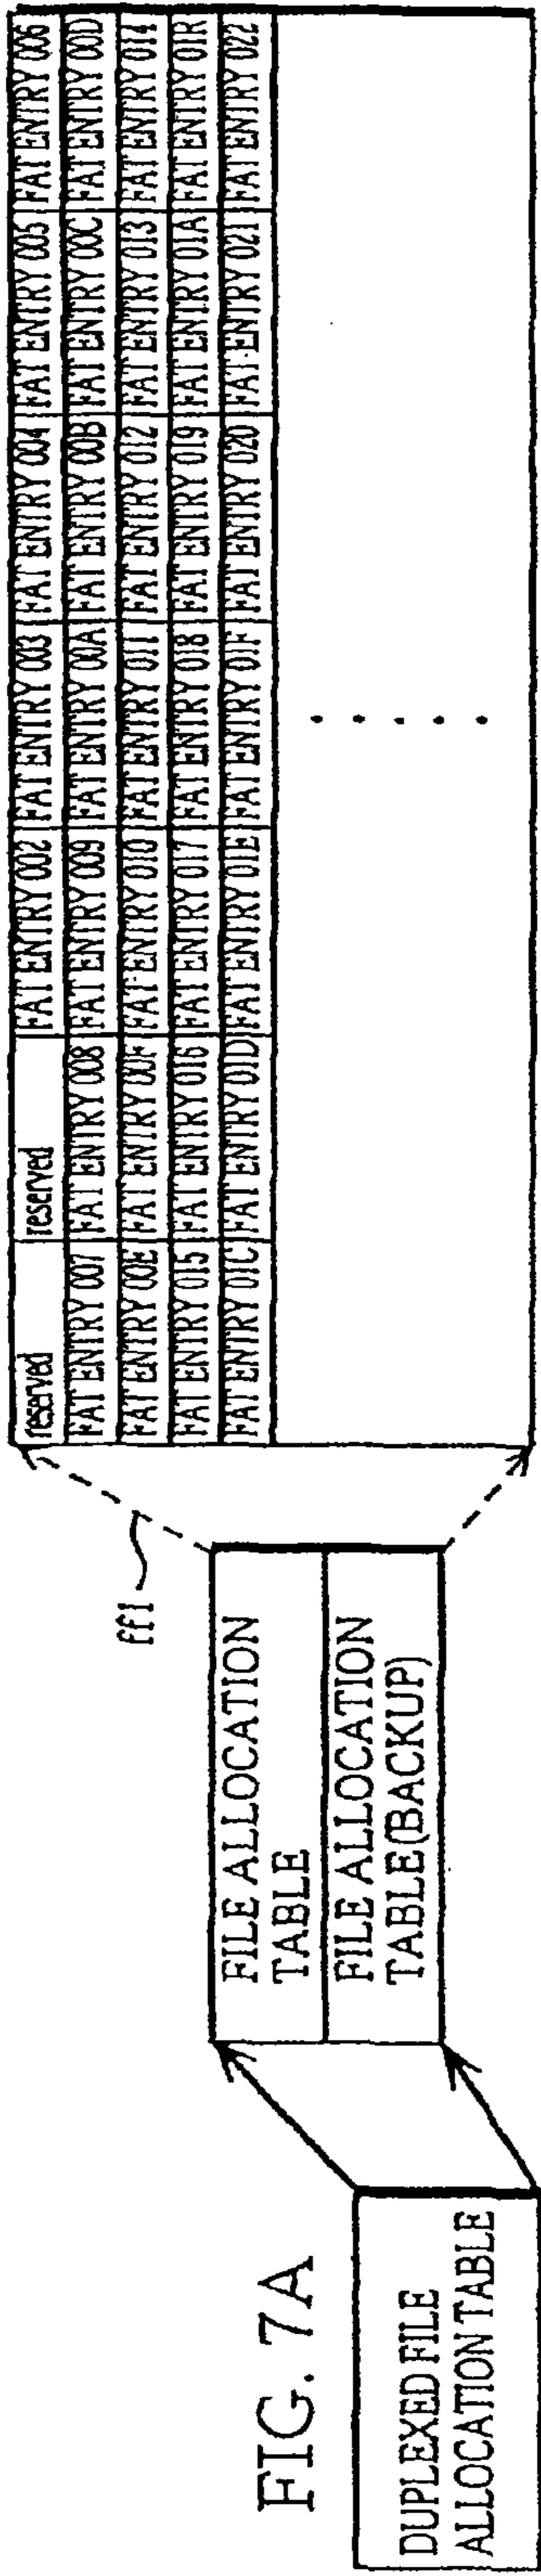 FIG. 7A
DUPLEXED FILE
ALLOCATION TABLE
FILE ALLOCATION
TABLE
FILE ALLOCATION
TABLE(BACKUP)
ff1
reserved reserved FAT ENTRY 002 FAT ENTRY 003 FAT ENTRY 004 FAT ENTRY 005 FAT ENTRY 006
FAT ENTRY 007 FAT ENTRY 008 FAT ENTRY 009 FAT ENTRY 00A FAT ENTRY 00B FAT ENTRY 00C FAT ENTRY 00D
FAT ENTRY 00E FAT ENTRY 00F FAT ENTRY 010 FAT ENTRY 011 FAT ENTRY 012 FAT ENTRY 013 FAT ENTRY 014
FAT ENTRY 015 FAT ENTRY 016 FAT ENTRY 017 FAT ENTRY 018 FAT ENTRY 019 FAT ENTRY 01A FAT ENTRY 01R
FAT ENTRY 01C FAT ENTRY 01D FAT ENTRY 01E FAT ENTRY 01F FAT ENTRY 020 FAT ENTRY 021 FAT ENTRY 022